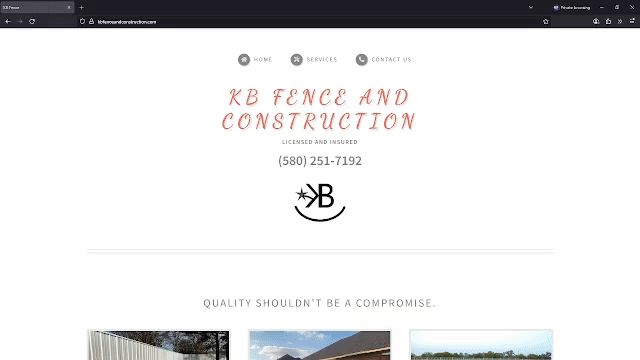 KB Fence
Private browsing
kbfenceandconstruction.com
HOME
SERVICES
CONTACT US
KB FENCE AND
CONSTRUCTION
LICENSED AND INSURED
(580) 251-7192
KB
QUALITY SHOULDN'T BE A COMPROMISE.